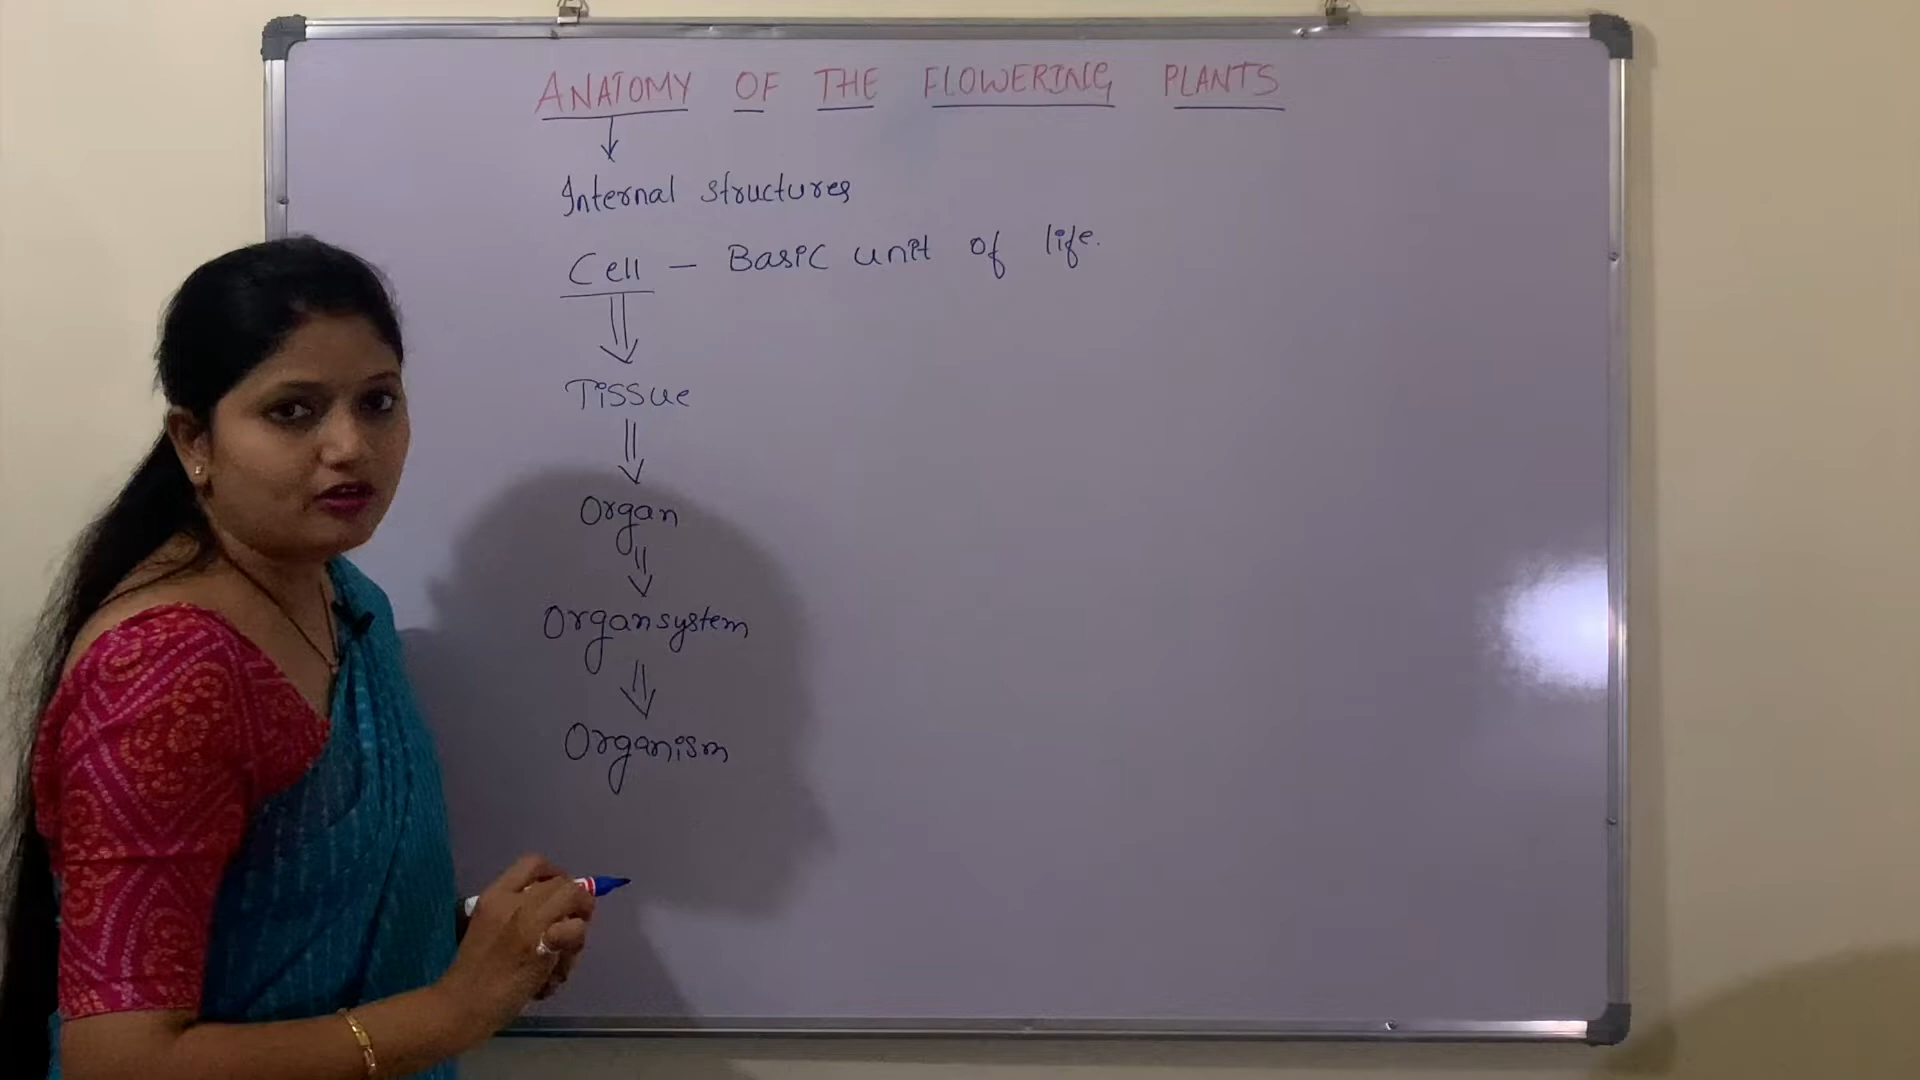 ANATOMY OF THE FLOWERING PLANTS
Internal structures
Cell – Basic unit of life.
Tissue
Organ
Organsystem
Organism